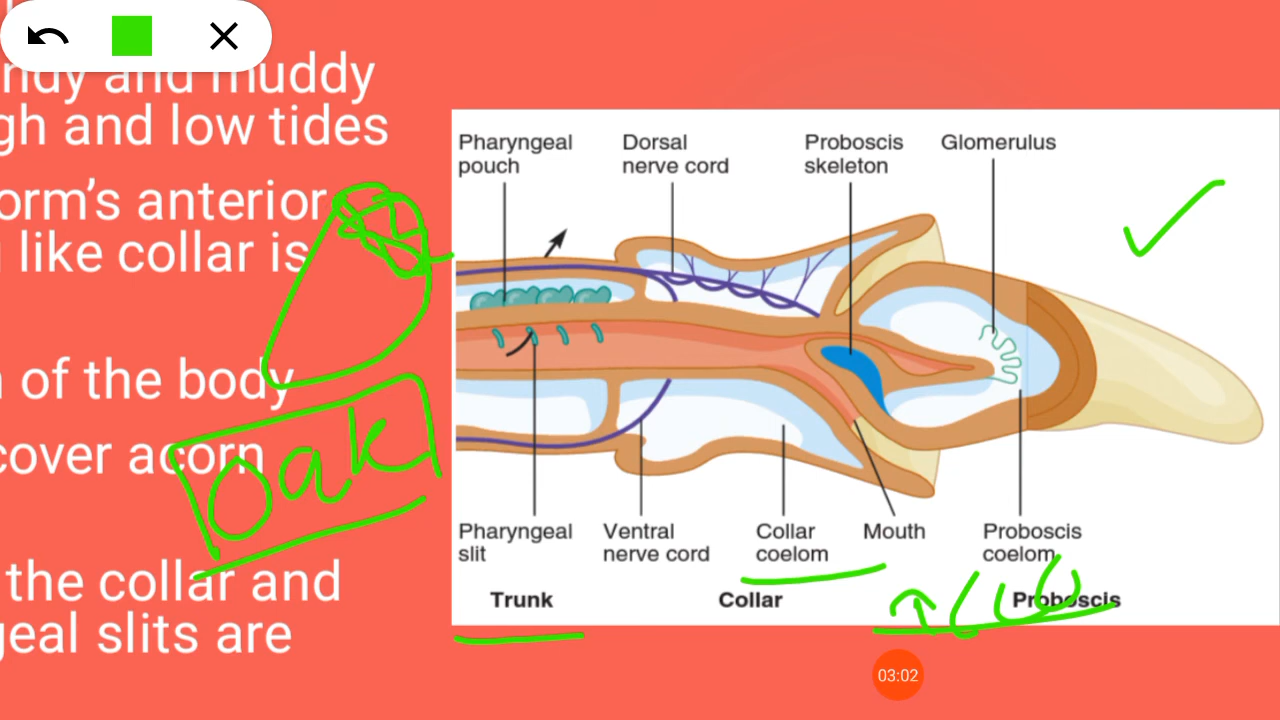 ndy and muddy
gh and low tides
orm's anterior
like collar is
of the body
cover acorn
oak
the collar and
geal slits are
Pharyngeal
pouch
Dorsal
nerve cord
Proboscis
skeleton
Glomerulus
Pharyngeal
slit
Ventral
nerve cord
Collar
coelom
Mouth
Proboscis
coelom
Trunk
Collar
Proboscis
03:02